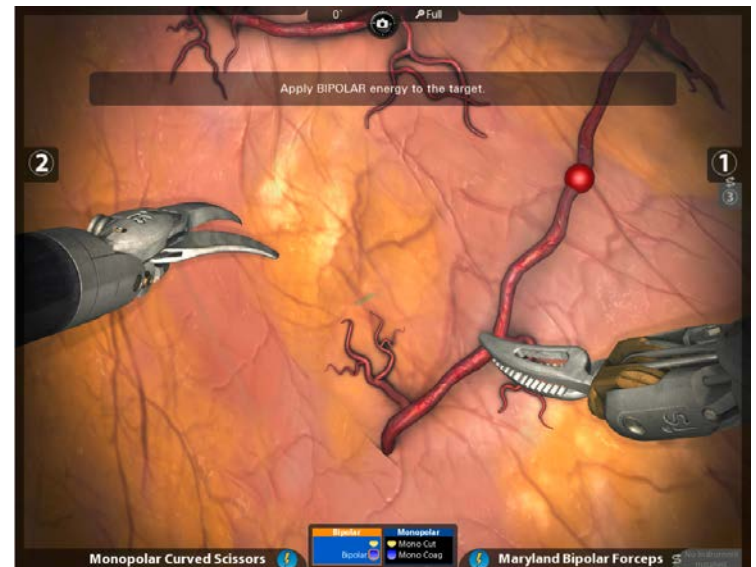 0°
Full
Apply BIPOLAR energy to the target.
2
1
3
Bipolar
Monopolar
Mono Cut
Bipolar
Mono Coag
Monopolar Curved Scissors
Maryland Bipolar Forceps